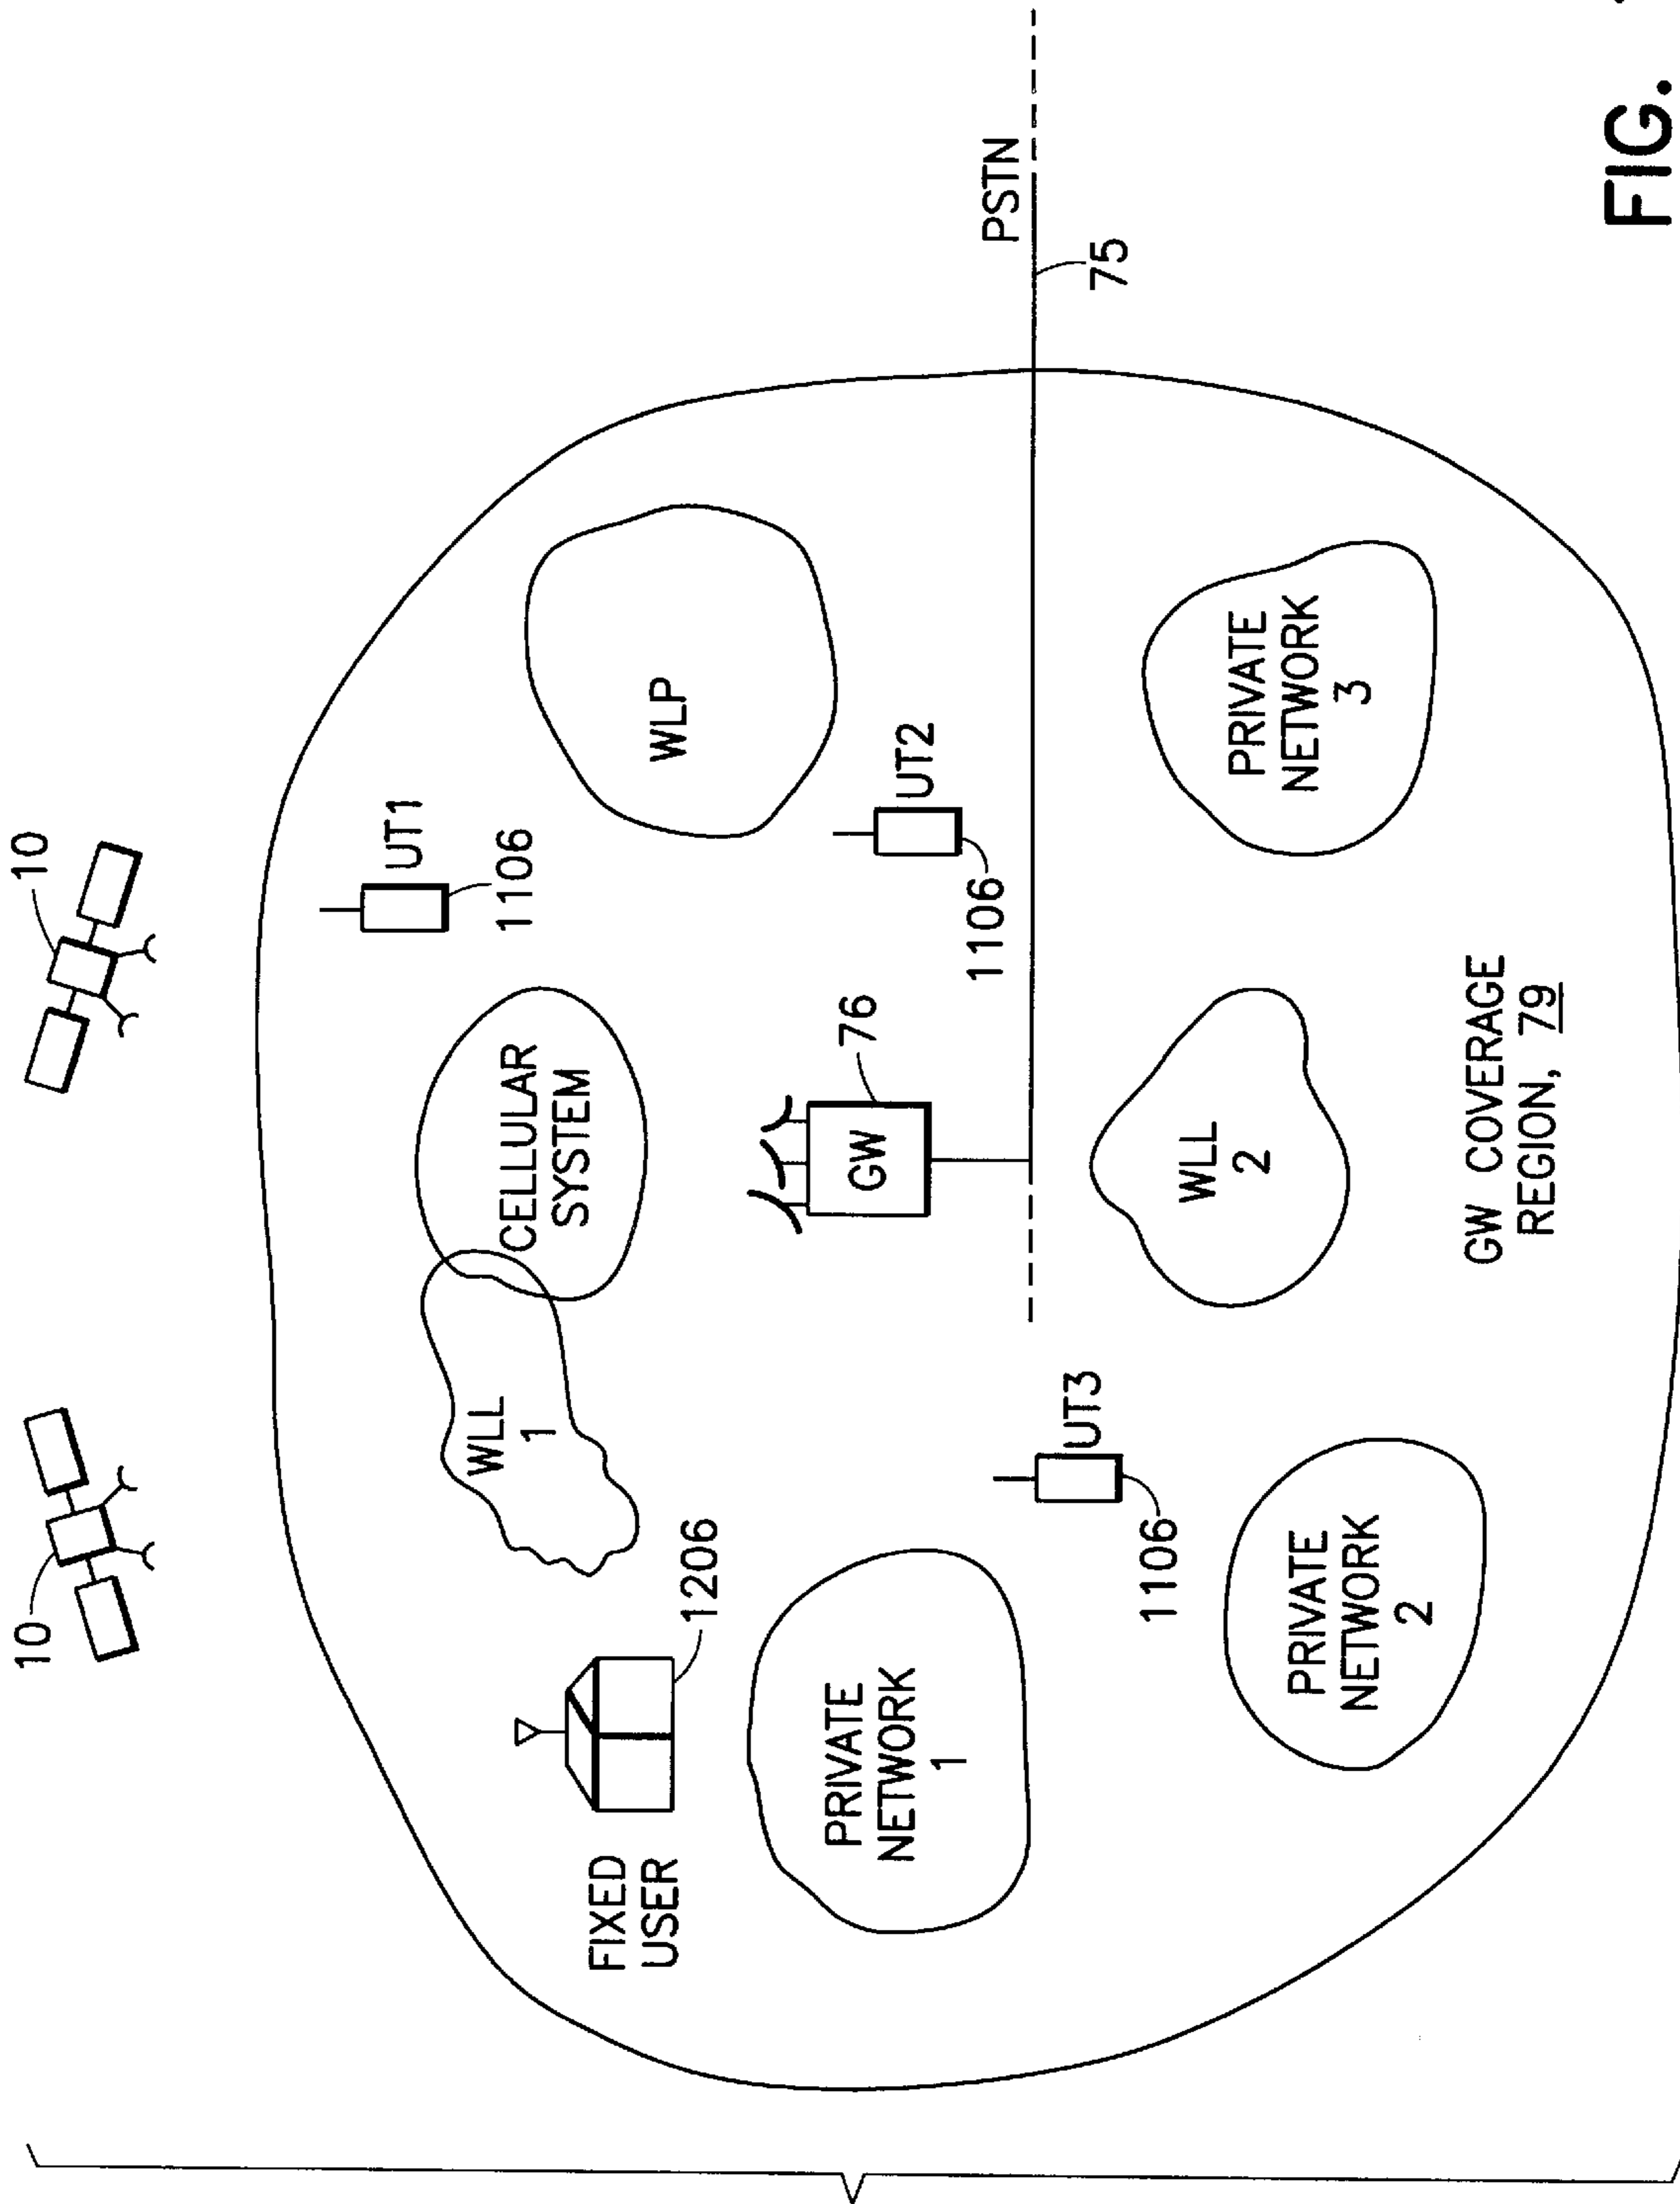 10
10
FIXED
USER
1206
WLL
1
CELLULAR
SYSTEM
UT1
1106
WLP
PRIVATE
NETWORK
1
GW
76
UT2
1106
PSTN
75
UT3
1106
WLL
2
PRIVATE
NETWORK
3
PRIVATE
NETWORK
2
GW COVERAGE
REGION, 79
FIG.